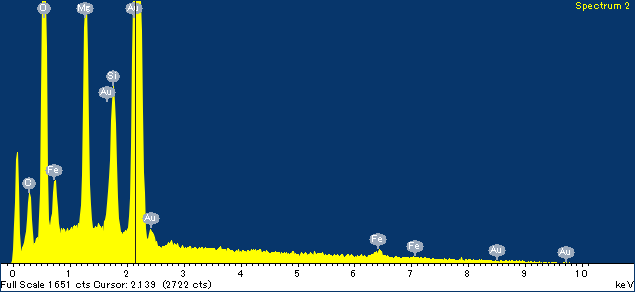 Spectrum 2
O Mg Au
Si
Au
Fe
O
Au
Fe Fe Au Au
0 1 2 3 4 5 6 7 8 9 10
Full Scale 1651 cts Cursor: 2.139 (2722 cts) keV